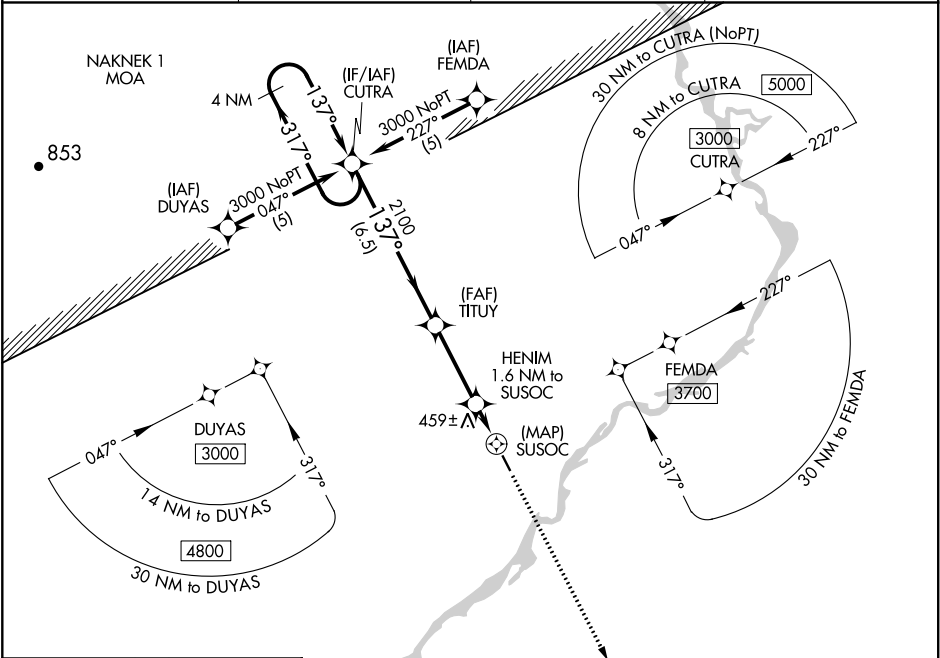 NAKNEK 1
MOA
853
4 NM
137°
317°
(IF/IAF)
CUTRA
(IAF)
FEMDA
3000 NoPT
227°
(5)
(IAF)
DUYAS
3000 NoPT
047°
(5)
2100
137°
(6.5)
(FAF)
TITUY
HENIM
1.6 NM to
SUSOC
459±
(MAP)
SUSOC
30 NM to CUTRA (NoPT)
5000
8 NM to CUTRA
3000
CUTRA
227°
047°
DUYAS
3000
047°
317°
14 NM to DUYAS
4800
30 NM to DUYAS
227°
FEMDA
3700
317°
30 NM to FEMDA